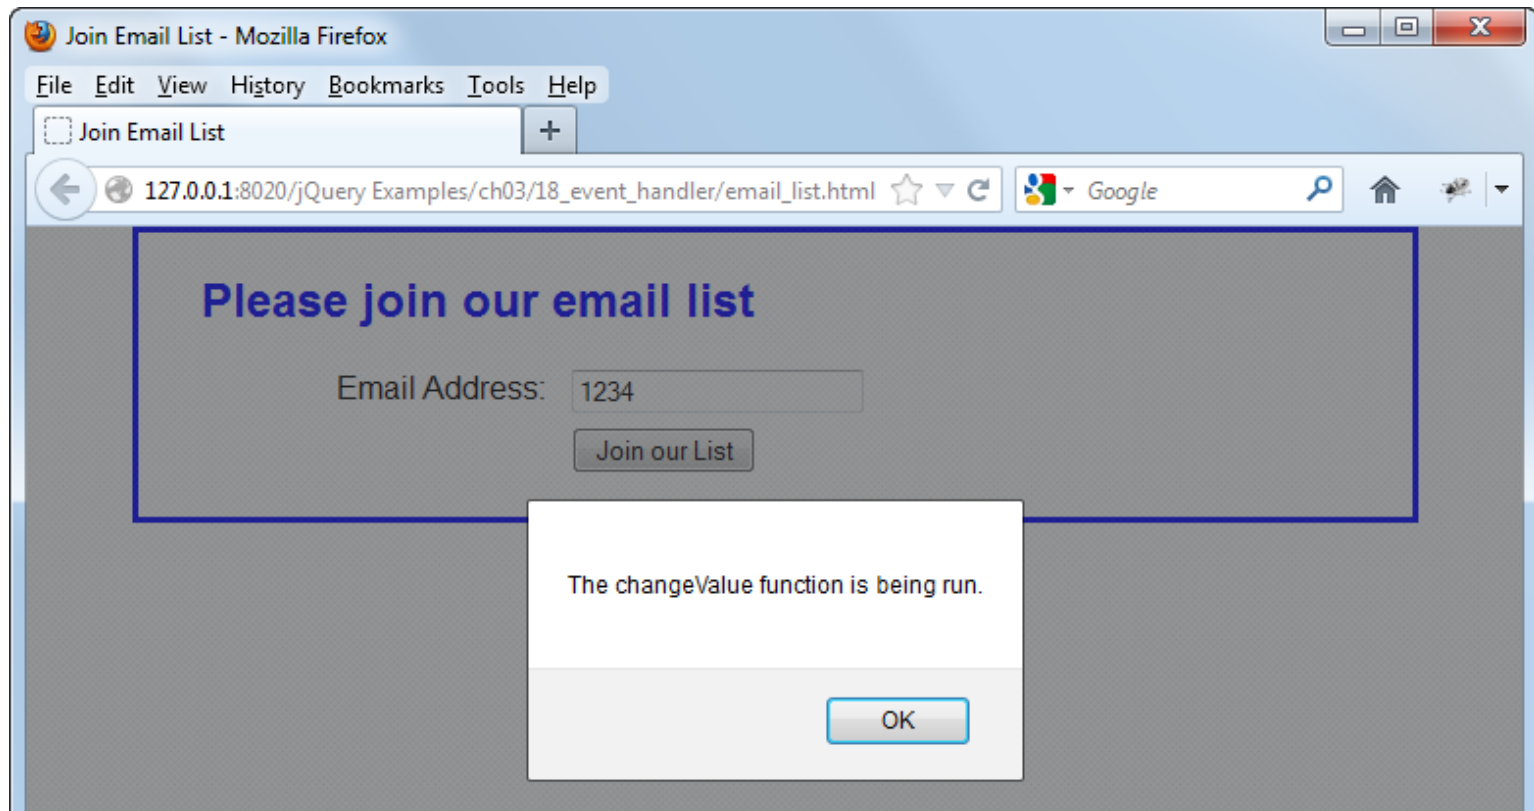 Join Email List - Mozilla Firefox
File Edit View History Bookmarks Tools Help
Join Email List
127.0.0.1:8020/jQuery Examples/ch03/18_event_handler/email_list.html
Google
Please join our email list
Email Address: 1234
Join our List
The changeValue function is being run.
OK